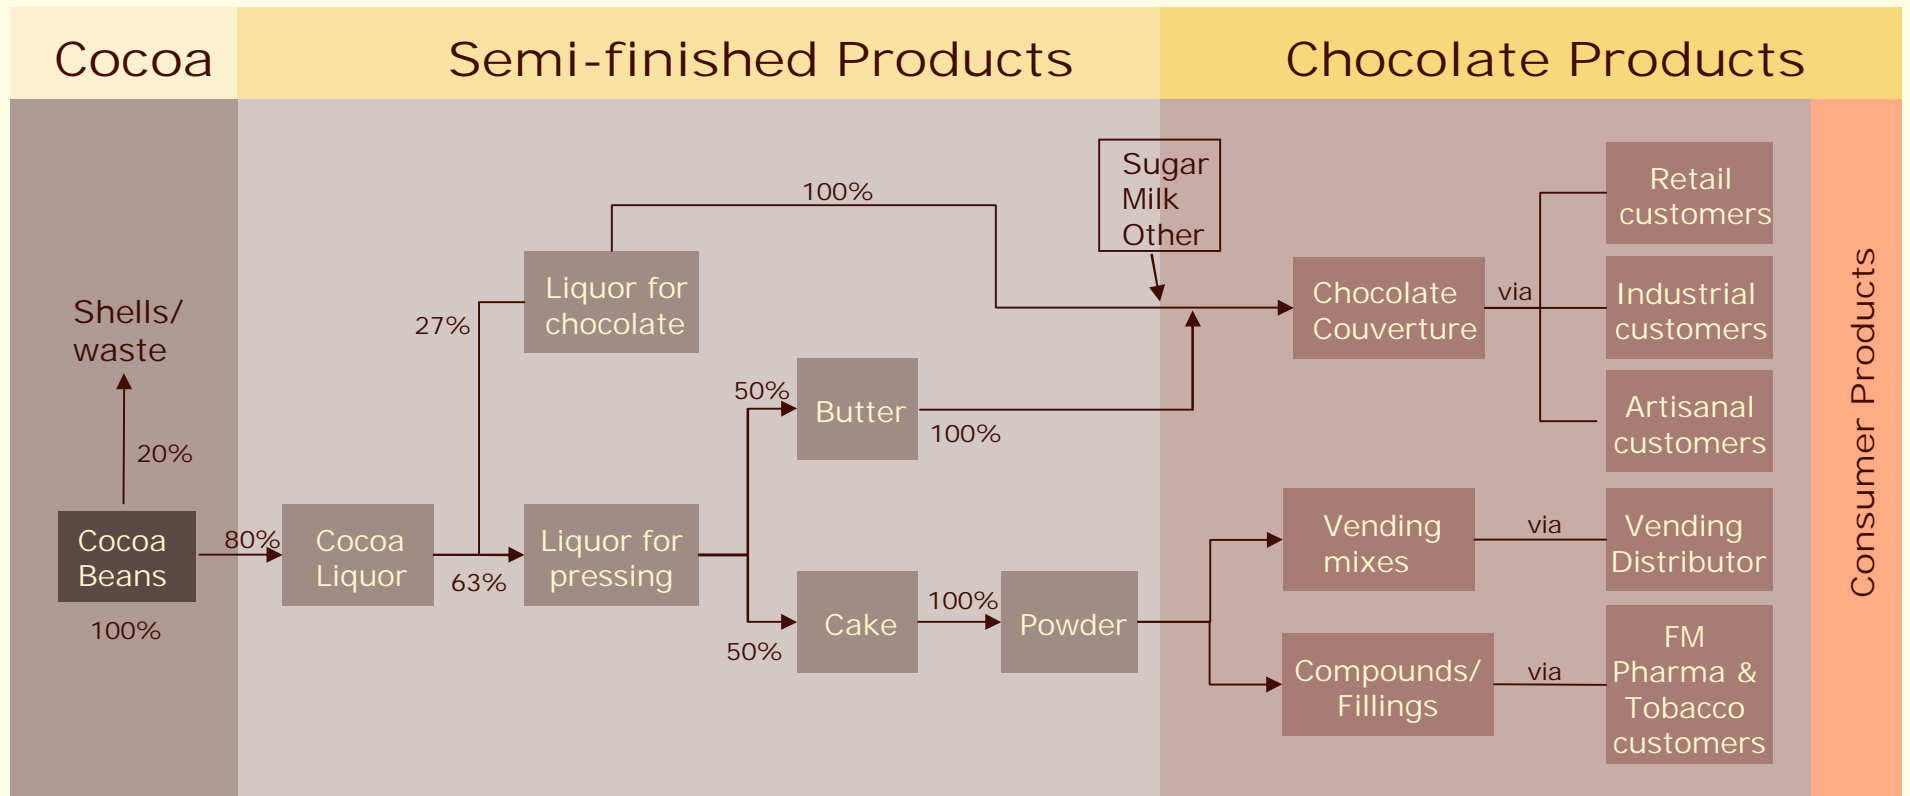 Cocoa
Semi-finished Products
Chocolate Products
Sugar
Milk
Other
100%
Retail
customers
Liquor for
chocolate
27%
Chocolate
Couverture
via
Industrial
customers
Shells/
waste
50%
Butter
100%
Artisanal
customers
20%
Cocoa
Beans
100%
80%
Cocoa
Liquor
63%
Liquor for
pressing
50%
Cake
100%
Powder
Vending
mixes
via
Vending
Distributor
Compounds/
Fillings
via
FM
Pharma &
Tobacco
customers
Consumer Products